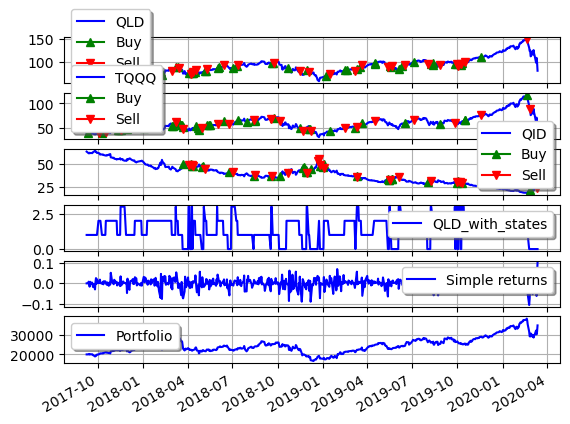 QLD
Buy
Sell
150
100
TQQQ
Buy
Sell
100
50
QID
Buy
Sell
50
25
QLD_with_states
2.5
0.0
Simple returns
0.1
0.0
−0.1
Portfolio
30000
20000
2017-10 2018-01 2018-04 2018-07 2018-10 2019-01 2019-04 2019-07 2019-10 2020-01 2020-04